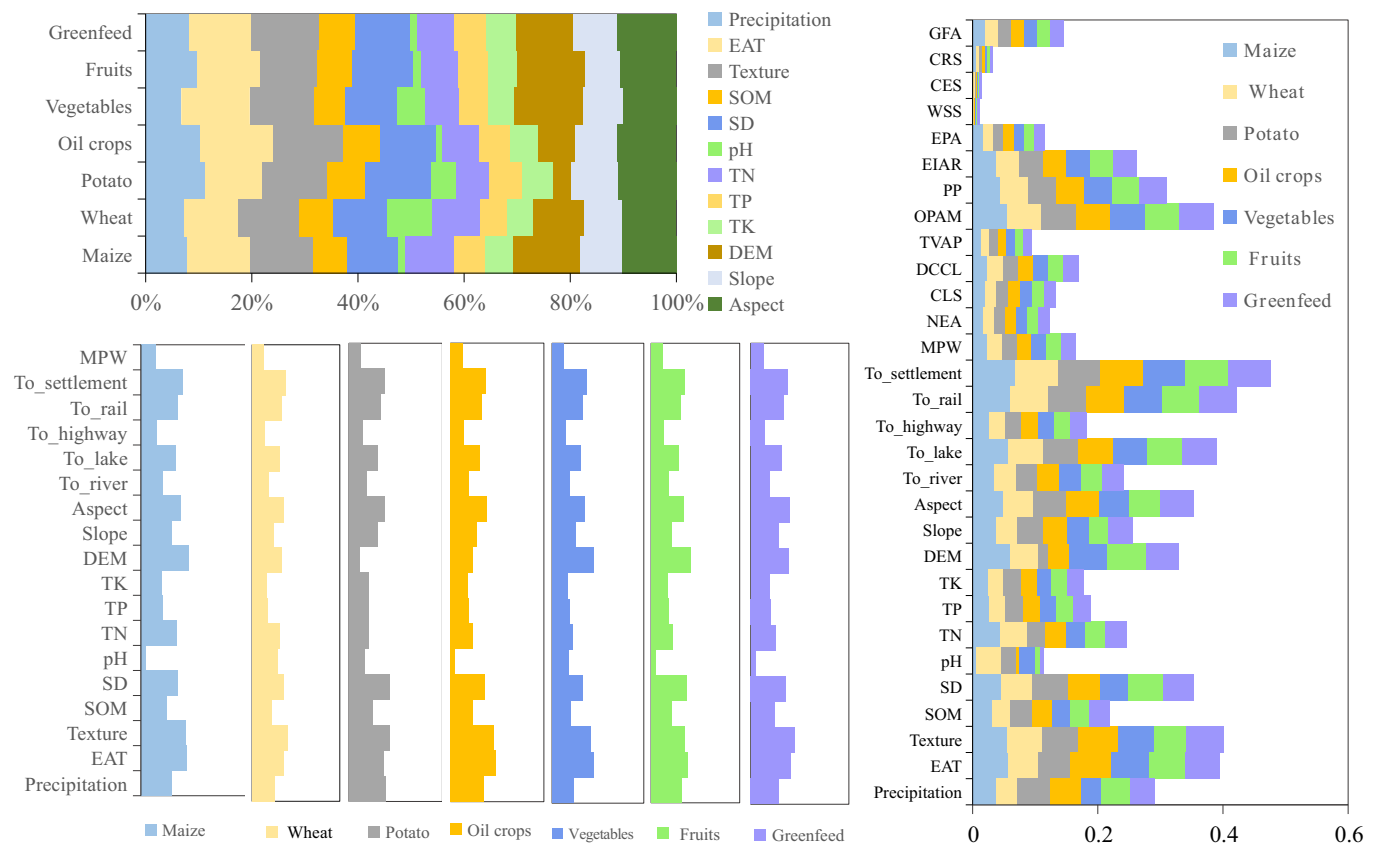 Greenfeed
Fruits
Vegetables
Oil crops
Potato
Wheat
Maize
0% 20% 40% 60% 80% 100%
Precipitation
EAT
Texture
SOM
SD
pH
TN
TP
TK
DEM
Slope
Aspect
MPW
To_settlement
To_rail
To_highway
To_lake
To_river
Aspect
Slope
DEM
TK
TP
TN
pH
SD
SOM
Texture
EAT
Precipitation
Maize Wheat Potato Oil crops Vegetables Fruits Greenfeed
GFA
CRS
CES
WSS
EPA
EIAR
PP
OPAM
TVAP
DCCL
CLS
NEA
MPW
To_settlement
To_rail
To_highway
To_lake
To_river
Aspect
Slope
DEM
TK
TP
TN
pH
SD
SOM
Texture
EAT
Precipitation
0 0.2 0.4 0.6
Maize
Wheat
Potato
Oil crops
Vegetables
Fruits
Greenfeed